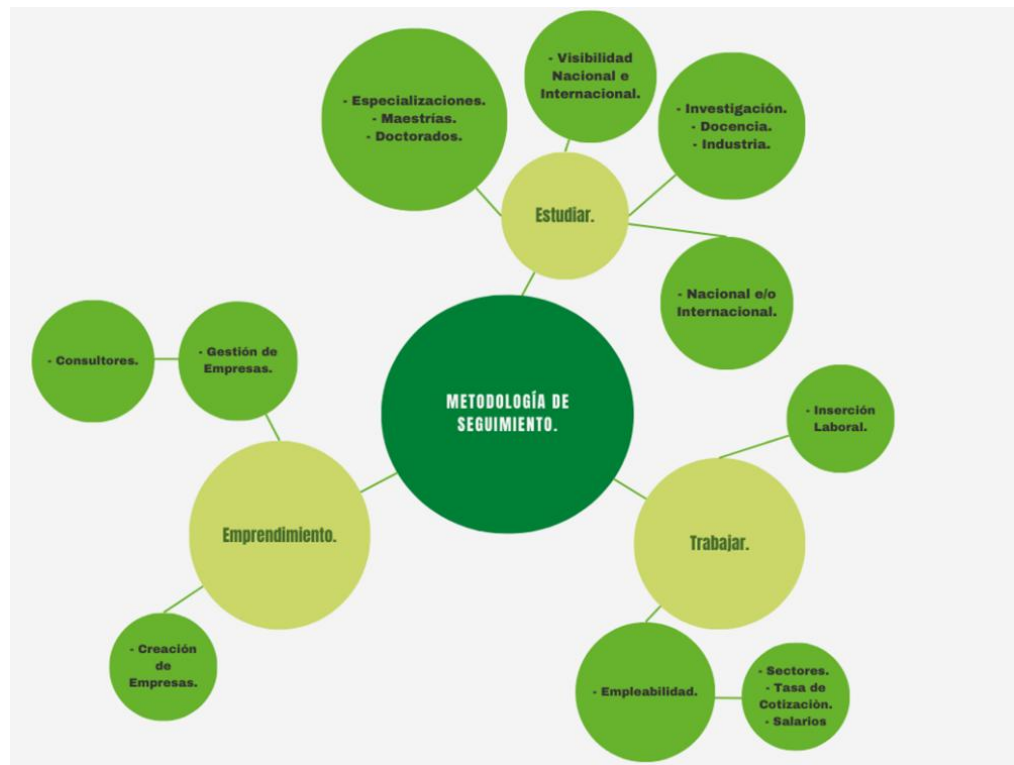 - Visibilidad
Nacional e
Internacional.
- Especializaciones.
- Maestrías.
- Doctorados.
- Investigación.
- Docencia.
- Industria.
Estudiar.
- Nacional e/o
Internacional.
- Consultores.
- Gestión de
Empresas.
METODOLOGÍA DE
SEGUIMIENTO.
- Inserción
Laboral.
Emprendimiento.
Trabajar.
- Creación
de
Empresas.
- Empleabilidad.
- Sectores.
- Tasa de
Cotizaciòn.
- Salarios